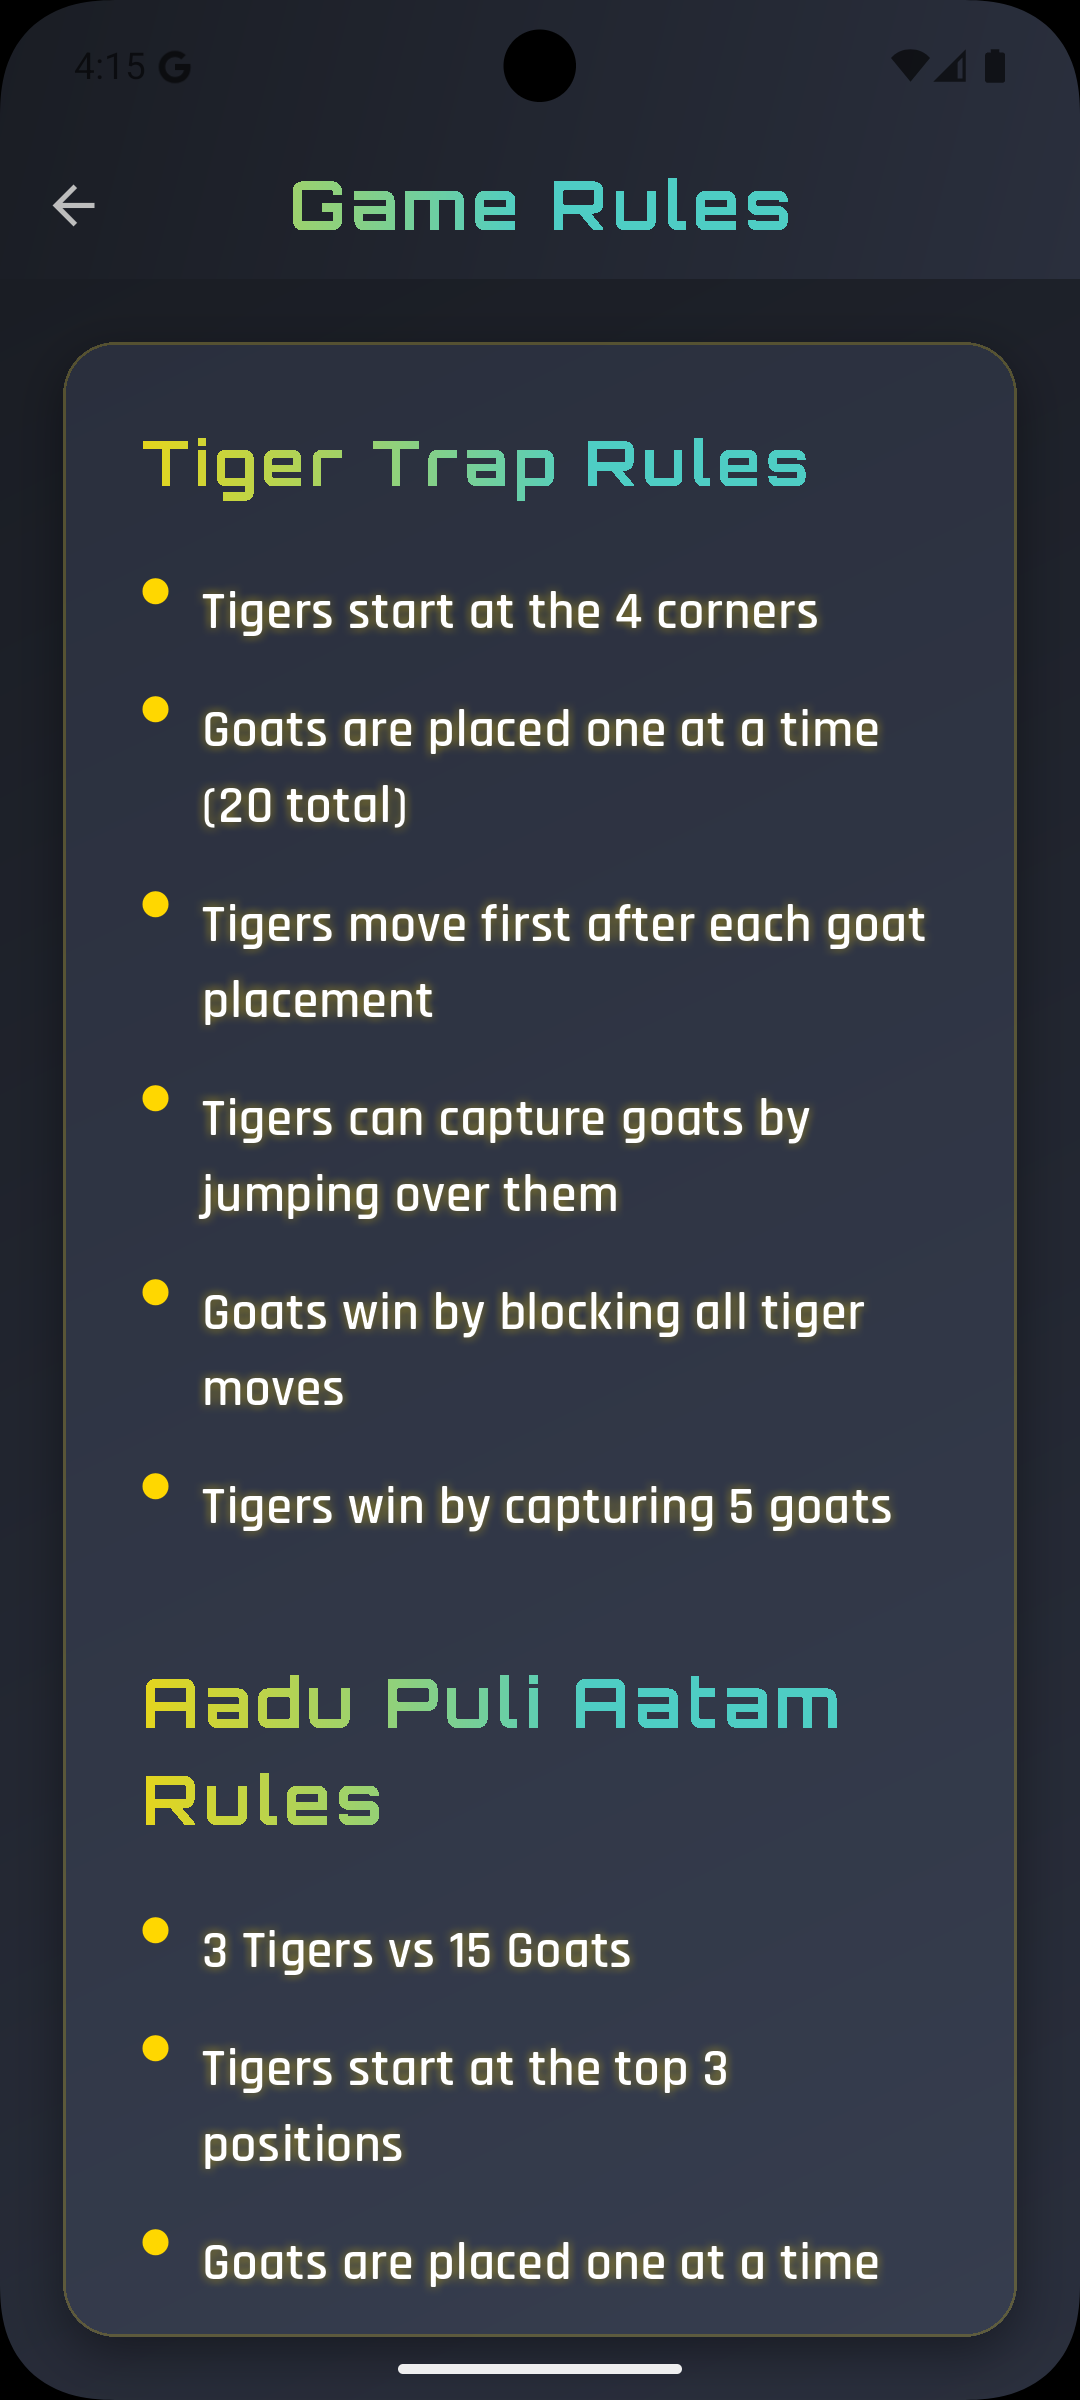 4:15
Game Rules
Tiger Trap Rules
Tigers start at the 4 corners
Goats are placed one at a time
(20 total)
Tigers move first after each goat
placement
Tigers can capture goats by
jumping over them
Goats win by blocking all tiger
moves
Tigers win by capturing 5 goats
Aadu Puli Aatam
Rules
3 Tigers vs 15 Goats
Tigers start at the top 3
positions
Goats are placed one at a time